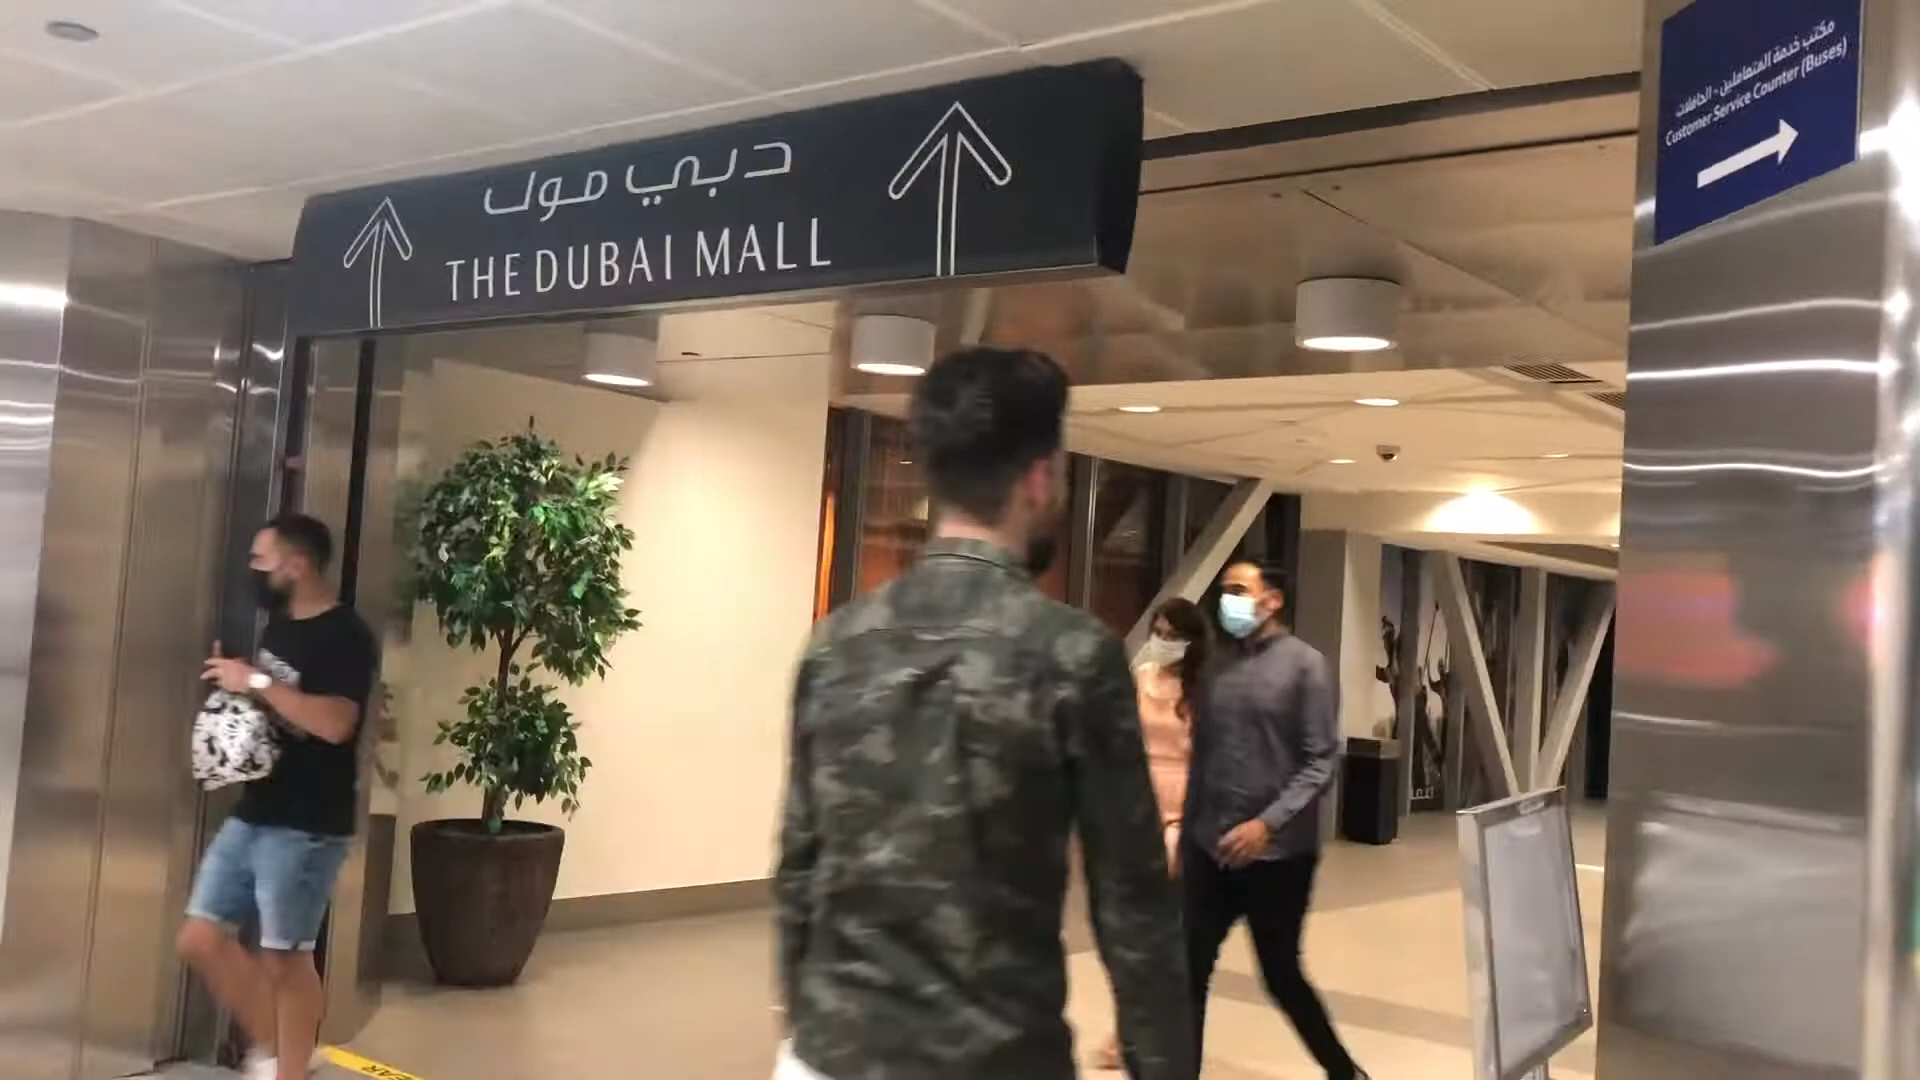 دبي مول
THE DUBAI MALL
مكتب خدمة المتعاملين - الحافلات
Customer Service Counter (Buses)